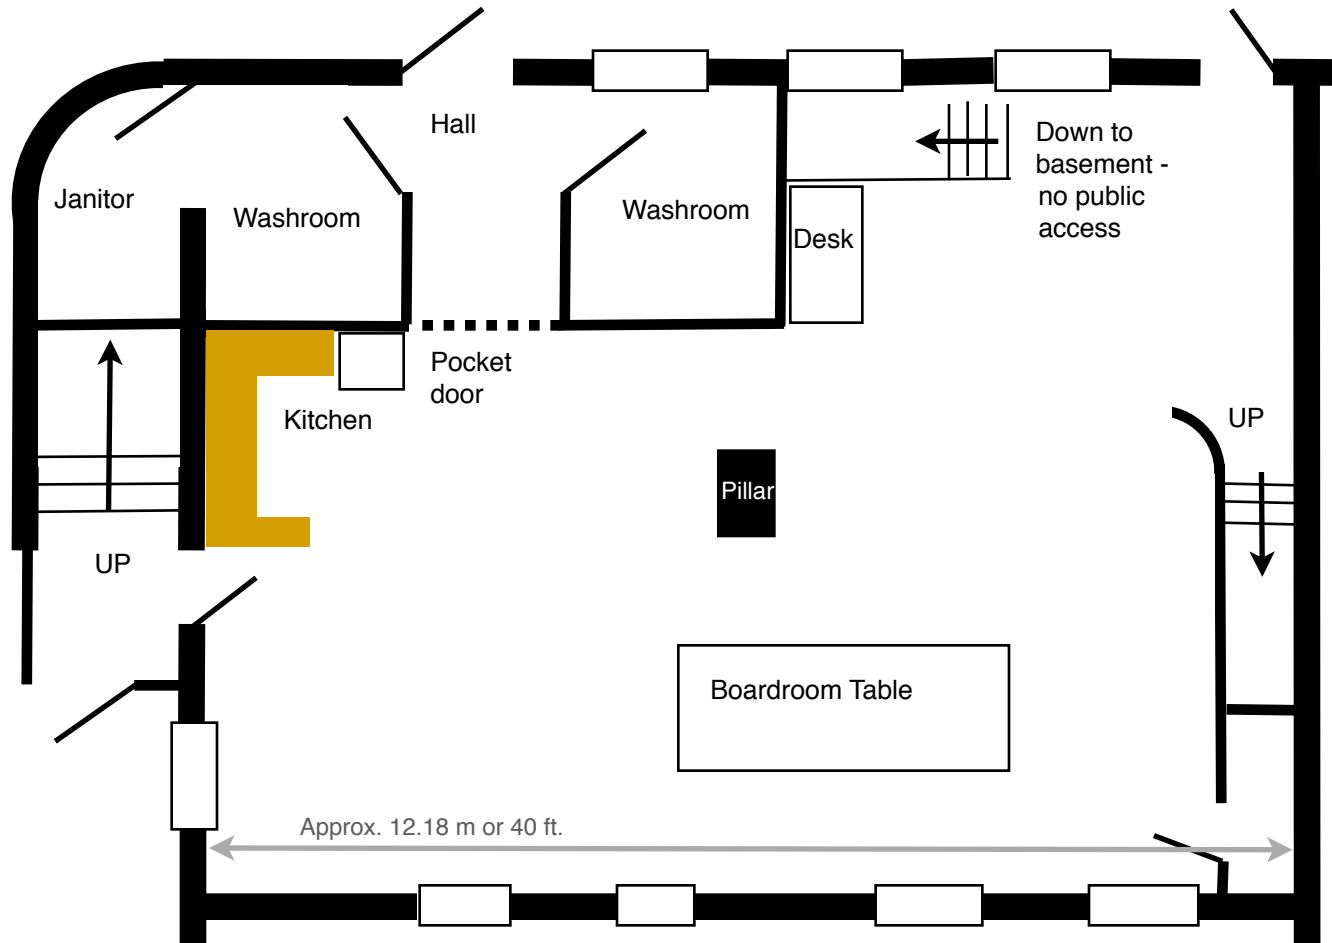 Hall
Down to
basement -
no public
access
Janitor
Washroom
Washroom
Desk
Pocket
door
Kitchen
UP
Pillar
UP
Boardroom Table
Approx. 12.18 m or 40 ft.